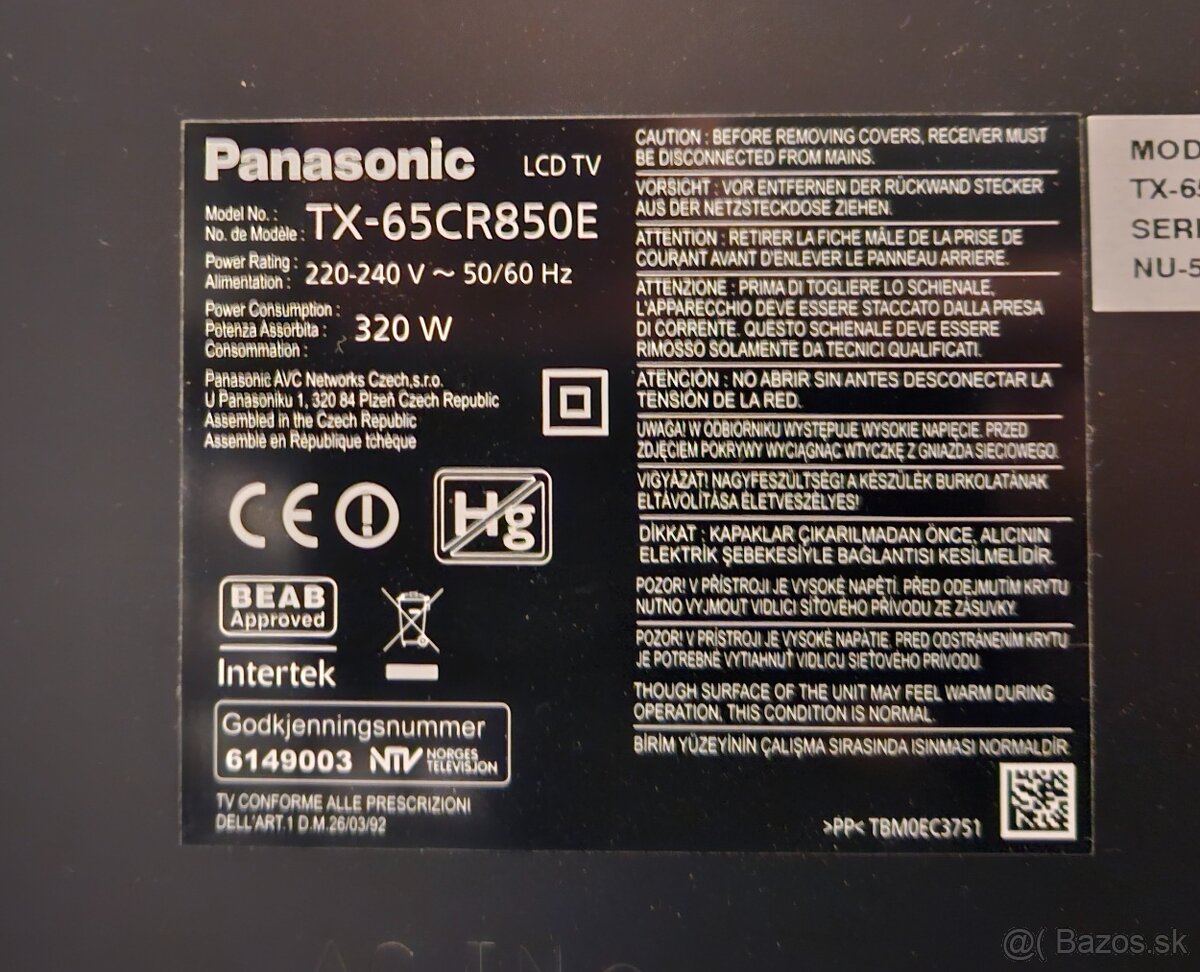 Panasonic LCD TV
Model No. :
No. de Modèle : TX-65CR850E
Power Rating :
Alimentation : 220-240 V ~ 50/60 Hz
Power Consumption :
Potenza Assorbita : 320 W
Consommation :
Panasonic AVC Networks Czech,s.r.o.
U Panasoniku 1, 320 84 Plzeň Czech Republic
Assembled in the Czech Republic
Assemble en République tchèque
CE
Hg
BEAB
Approved
Intertek
Godkjenningsnummer
6149003 NTV NORGES
TELEVISJON
TV CONFORME ALLE PRESCRIZIONI
DELL'ART.1 D.M.26/03/92
CAUTION : BEFORE REMOVING COVERS, RECEIVER MUST
BE DISCONNECTED FROM MAINS.
VORSICHT : VOR ENTFERNEN DER RÜCKWAND STECKER
AUS DER NETZSTECKDOSE ZIEHEN.
ATTENTION : RETIRER LA FICHE MÂLE DE LA PRISE DE
COURANT AVANT D'ENLEVER LE PANNEAU ARRIERE.
ATTENZIONE : PRIMA DI TOGLIERE LO SCHIENALE,
L'APPARECCHIO DEVE ESSERE STACCATO DALLA PRESA
DI CORRENTE. QUESTO SCHIENALE DEVE ESSERE
RIMOSSO SOLAMENTE DA TECNICI QUALIFICATI.
ATENCIÓN : NO ABRIR SIN ANTES DESCONECTAR LA
TENSIÓN DE LA RED.
UWAGA! W ODBIORNIKU WYSTĘPUJE WYSOKIE NAPIĘCIE. PRZED
ZDJĘCIEM POKRYWY WYCIĄGNĄĆ WTYCZKĘ Z GNIAZDA SIECIOWEGO.
VIGYÁZAT! NAGYFESZÜLTSÉG! A KÉSZÜLÉK BURKOLATÁNAK
ELTÁVOLÍTÁSA ÉLETVESZÉLYES!
DİKKAT : KAPAKLAR ÇIKARILMADAN ÖNCE, ALICININ
ELEKTRİK ŞEBEKESİYLE BAĞLANTISI KESİLMELİDİR.
POZOR! V PŘÍSTROJI JE VYSOKÉ NAPĚTÍ. PŘED ODEJMUTÍM KRYTU
NUTNO VYJMOUT VIDLICI SÍŤOVÉHO PŘÍVODU ZE ZÁSUVKY.
POZOR! V PRÍSTROJI JE VYSOKÉ NAPÄTIE. PRED ODSTRÁNENÍM KRYTU
JE POTREBNÉ VYTIAHNUŤ VIDLICU SIEŤOVÉHO PRÍVODU.
THOUGH SURFACE OF THE UNIT MAY FEEL WARM DURING
OPERATION, THIS CONDITION IS NORMAL.
BİRİM YÜZEYİNİN ÇALIŞMA SIRASINDA ISINMASI NORMALDİR.
>PP< TBM0EC3751
MOD
TX-65
SERI
NU-5
@( Bazos.sk